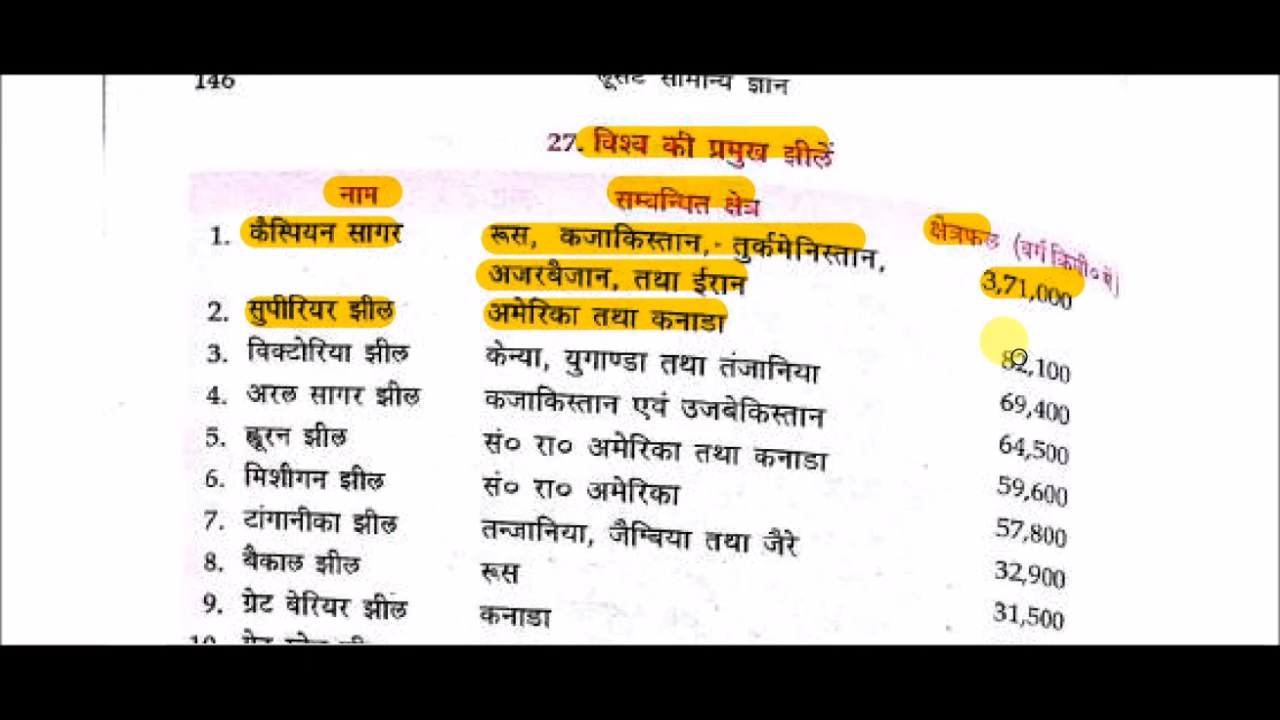 146 सामान्य ज्ञान
27. विश्व की प्रमुख झीलें
नाम सम्बन्धित क्षेत्र क्षेत्रफल (वर्ग किमी० में)
1. कैस्पियन सागर रूस, कजाकिस्तान, तुर्कमेनिस्तान, 3,71,000
अजरबैजान, तथा ईरान
2. सुपीरियर झील अमेरिका तथा कनाडा 82,100
3. विक्टोरिया झील केन्या, युगाण्डा तथा तंजानिया 69,400
4. अरल सागर झील कजाकिस्तान एवं उजबेकिस्तान 64,500
5. ह्यूरन झील सं० रा० अमेरिका तथा कनाडा 59,600
6. मिशीगन झील सं० रा० अमेरिका 57,800
7. टांगानीका झील तन्जानिया, जैम्बिया तथा जैरे 32,900
8. बैकाल झील रूस 31,500
9. ग्रेट बेरियर झील कनाडा